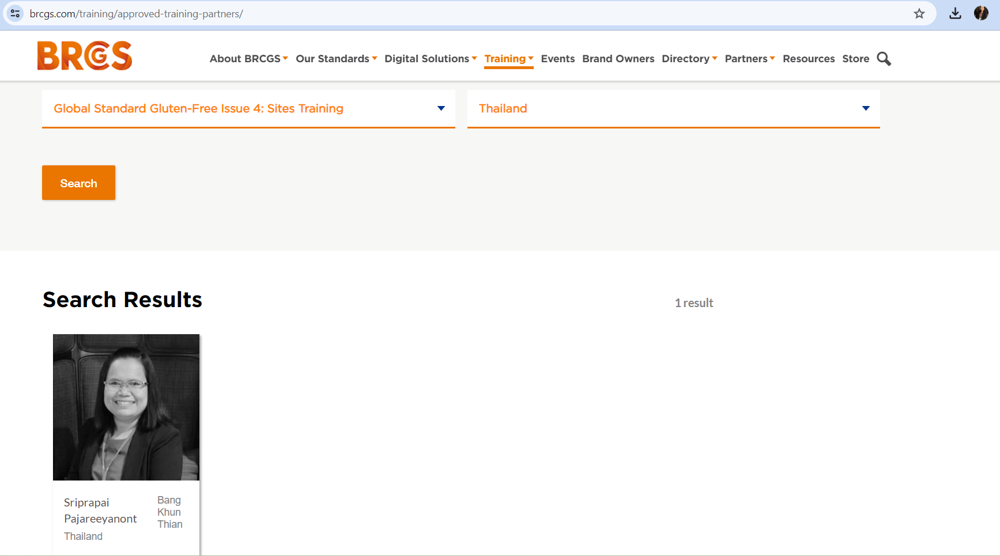 brcgs.com/training/approved-training-partners/
BRCGS
About BRCGS Our Standards Digital Solutions Training Events Brand Owners Directory Partners Resources Store
Global Standard Gluten-Free Issue 4: Sites Training
Thailand
Search
Search Results
1 result
Sriprapai
Pajareeyanont
Thailand
Bang
Khun
Thian